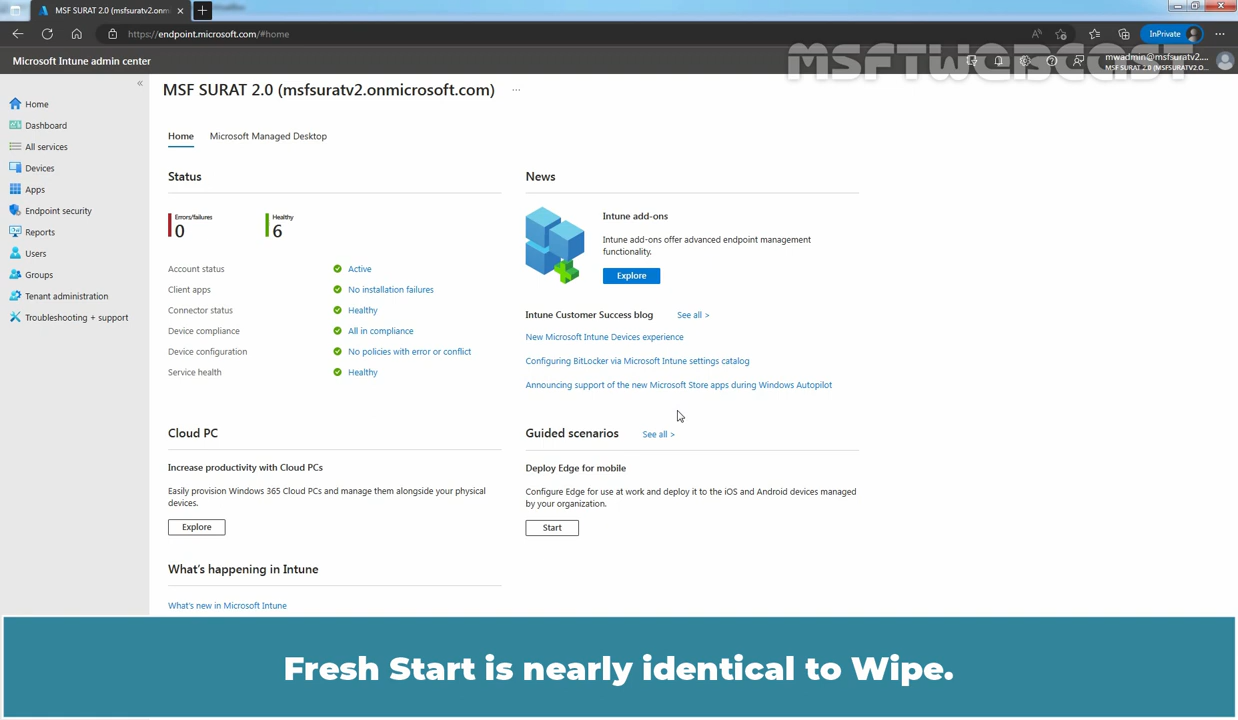 MSF SURAT 2.0 (msfsuratv2.onm
https://endpoint.microsoft.com/#home
InPrivate
MSFTWEBCAST
Microsoft Intune admin center
mwadmin@msfsuratv2....
MSF SURAT 2.0 (MSFSURATV2.O...
MSF SURAT 2.0 (msfsuratv2.onmicrosoft.com)
...
Home
Dashboard
All services
Devices
Apps
Endpoint security
Reports
Users
Groups
Tenant administration
Troubleshooting + support
Home
Microsoft Managed Desktop
Status
Errors/failures
0
Healthy
6
Account status
Active
Client apps
No installation failures
Connector status
Healthy
Device compliance
All in compliance
Device configuration
No policies with error or conflict
Service health
Healthy
News
Intune add-ons
Intune add-ons offer advanced endpoint management
functionality.
Explore
Intune Customer Success blog
See all >
New Microsoft Intune Devices experience
Configuring BitLocker via Microsoft Intune settings catalog
Announcing support of the new Microsoft Store apps during Windows Autopilot
Cloud PC
Increase productivity with Cloud PCs
Easily provision Windows 365 Cloud PCs and manage them alongside your physical
devices.
Explore
Guided scenarios
See all >
Deploy Edge for mobile
Configure Edge for use at work and deploy it to the iOS and Android devices managed
by your organization.
Start
What's happening in Intune
What's new in Microsoft Intune
Fresh Start is nearly identical to Wipe.